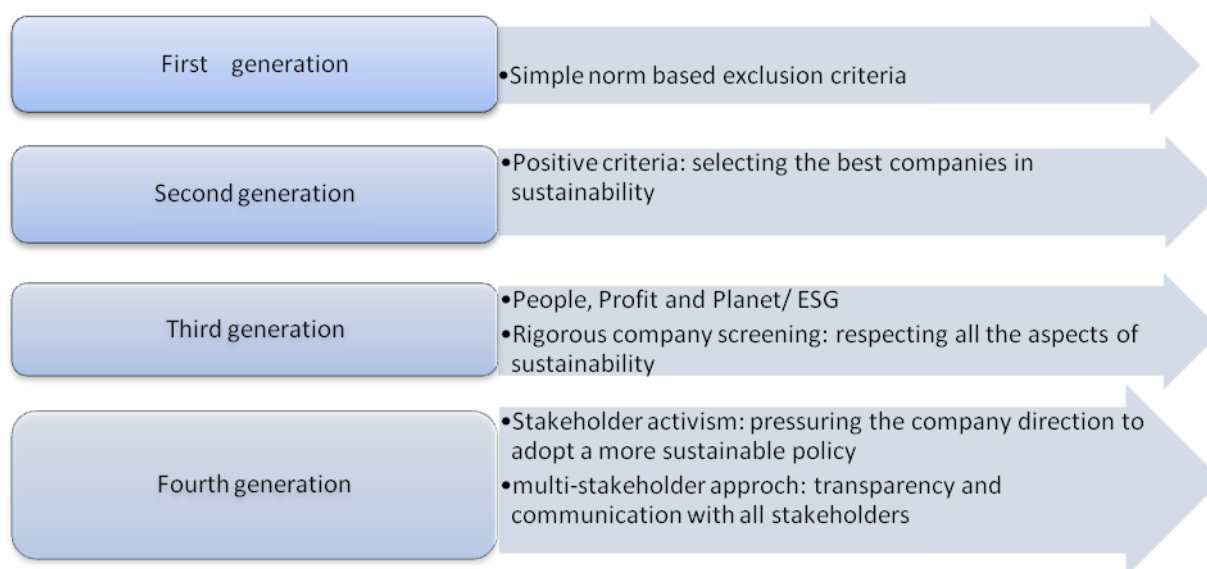 First generation
•Simple norm based exclusion criteria
Second generation
•Positive criteria: selecting the best companies in
sustainability
Third generation
•People, Profit and Planet/ ESG
•Rigorous company screening: respecting all the aspects of
sustainability
Fourth generation
•Stakeholder activism: pressuring the company direction to
adopt a more sustainable policy
•multi-stakeholder approch: transparency and
communication with all stakeholders